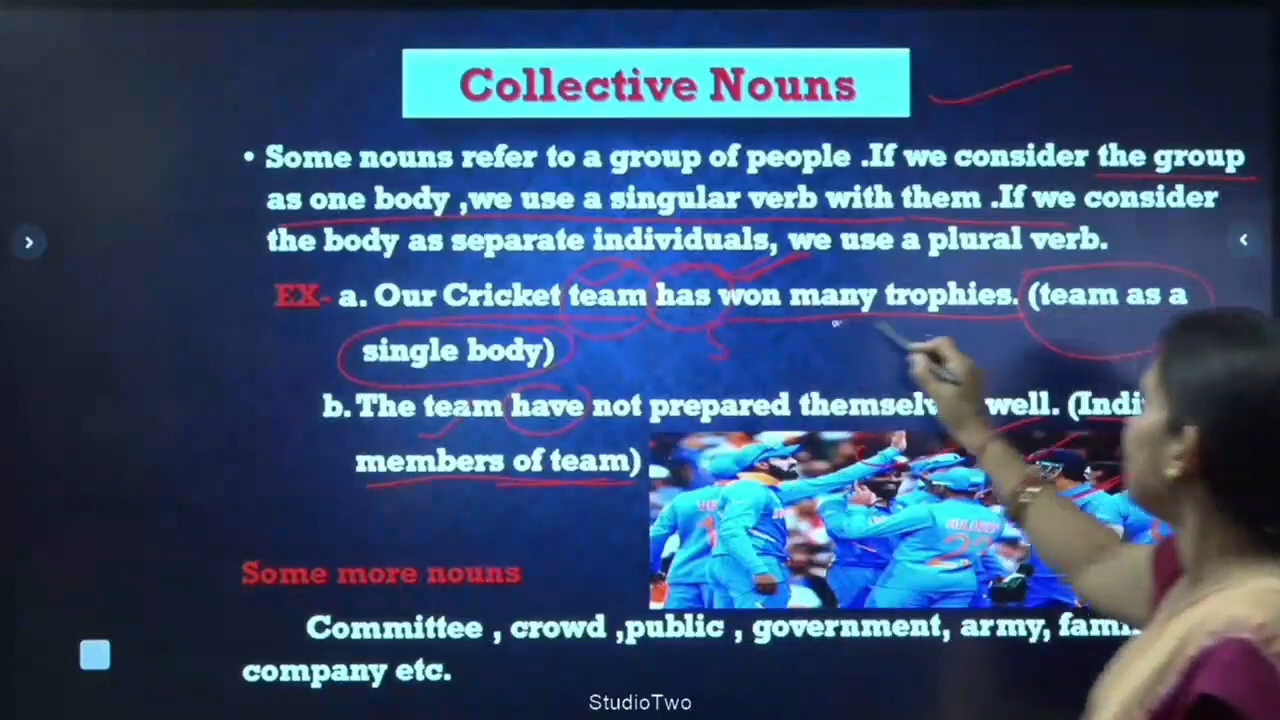 Collective Nouns
• Some nouns refer to a group of people .If we consider the group
as one body ,we use a singular verb with them .If we consider
the body as separate individuals, we use a plural verb.
EX- a. Our Cricket team has won many trophies. (team as a
single body)
b. The team have not prepared well. (
members of team)
Some more nouns
Committee , crowd ,public , government, army,
company etc.
StudioTwo